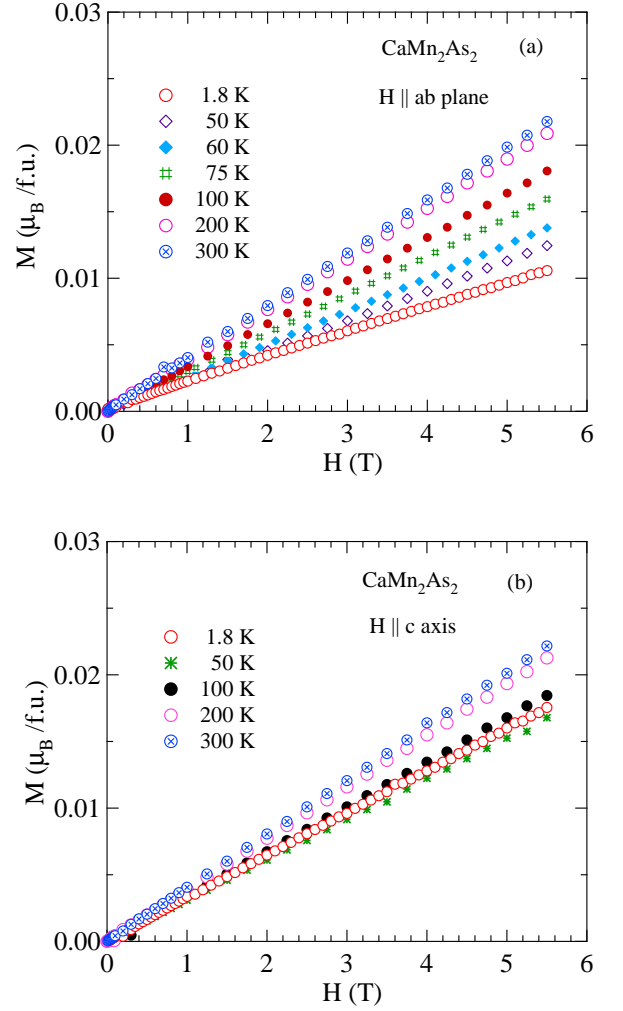 0.03
CaMn₂As₂ (a)
H || ab plane
1.8 K
50 K
60 K
75 K
100 K
200 K
300 K
0.02
0.01
0.00
M (μ_B /f.u.)
0 1 2 3 4 5 6
H (T)
0.03
CaMn₂As₂ (b)
H || c axis
1.8 K
50 K
100 K
200 K
300 K
0.02
0.01
0.00
M (μ_B /f.u.)
0 1 2 3 4 5 6
H (T)